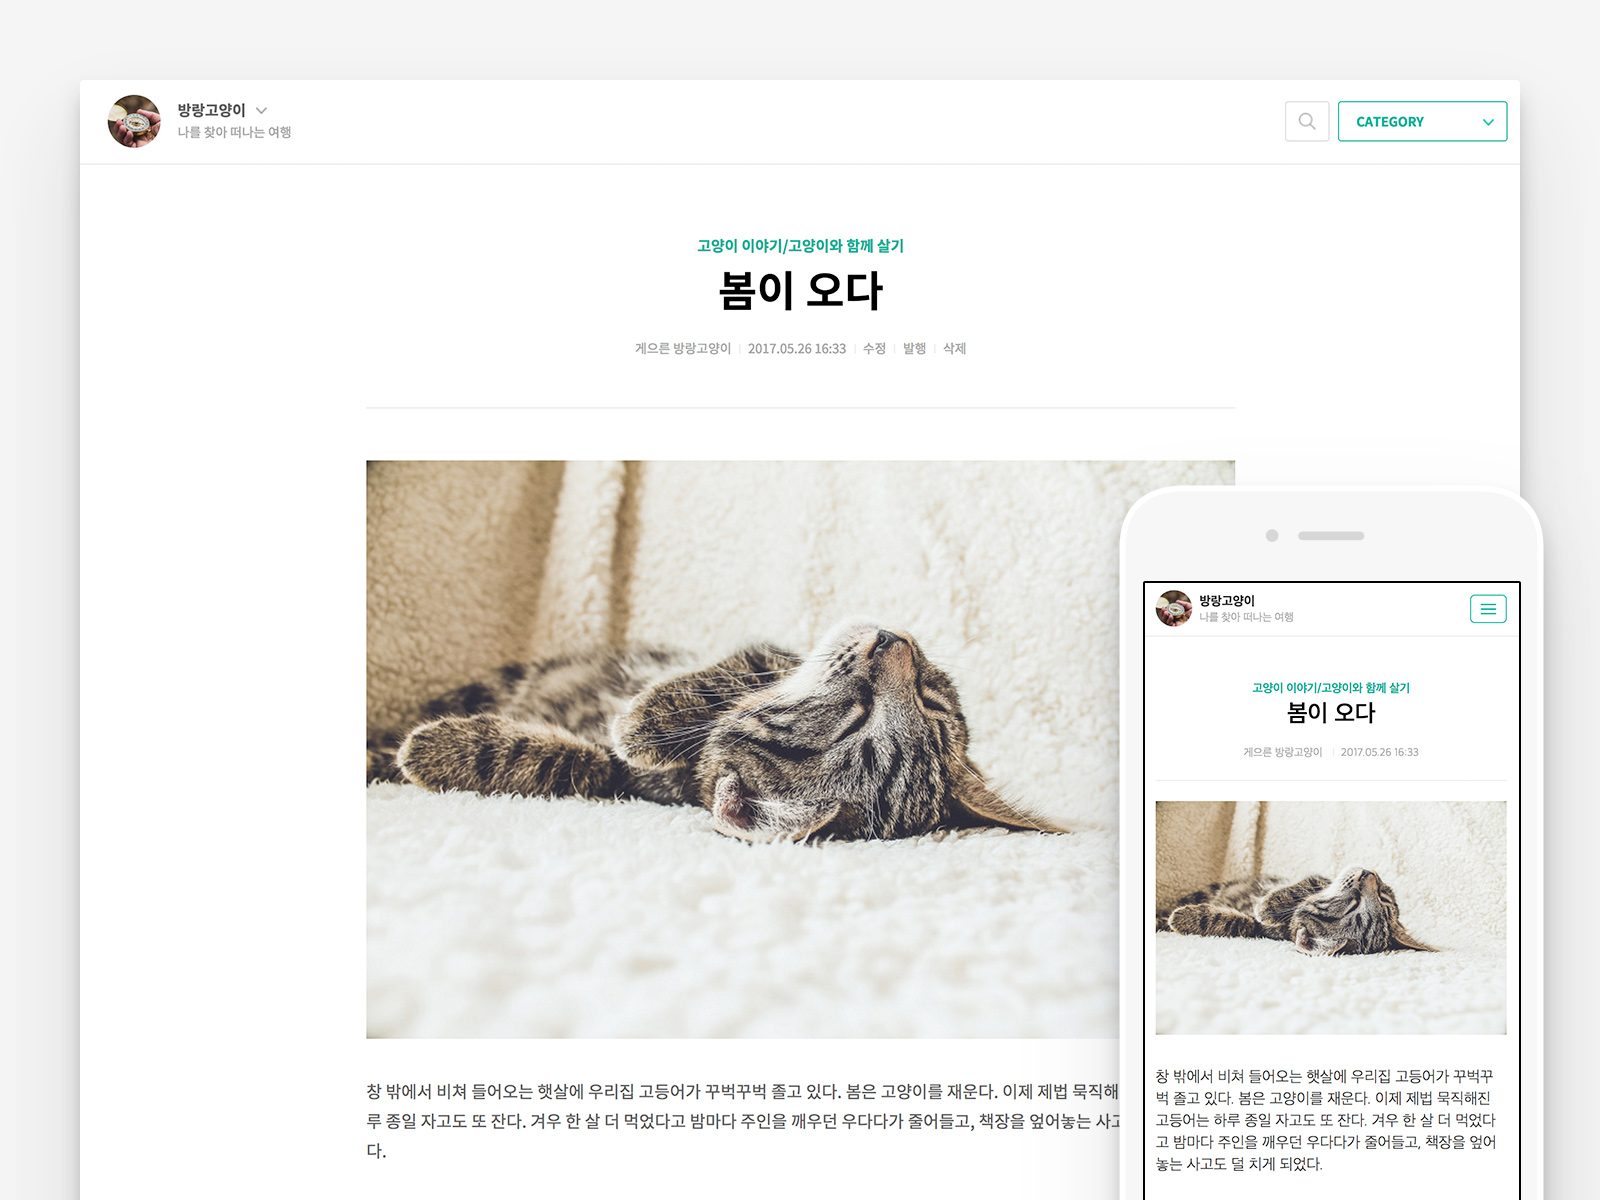 방랑고양이
나를 찾아 떠나는 여행
CATEGORY
고양이 이야기/고양이와 함께 살기
봄이 오다
게으른 방랑고양이 | 2017.05.26 16:33 | 수정 | 발행 | 삭제
창 밖에서 비쳐 들어오는 햇살에 우리집 고등어가 꾸벅꾸벅 졸고 있다. 봄은 고양이를 재운다. 이제 제법 묵직해
루 종일 자고도 또 잔다. 겨우 한 살 더 먹었다고 밤마다 주인을 깨우던 우다다가 줄어들고, 책장을 엎어놓는 사고
다.
방랑고양이
나를 찾아 떠나는 여행
고양이 이야기/고양이와 함께 살기
봄이 오다
게으른 방랑고양이 | 2017.05.26 16:33
창 밖에서 비쳐 들어오는 햇살에 우리집 고등어가 꾸벅꾸
벅 졸고 있다. 봄은 고양이를 재운다. 이제 제법 묵직해진
고등어는 하루 종일 자고도 또 잔다. 겨우 한 살 더 먹었다
고 밤마다 주인을 깨우던 우다다가 줄어들고, 책장을 엎어
놓는 사고도 덜 치게 되었다.